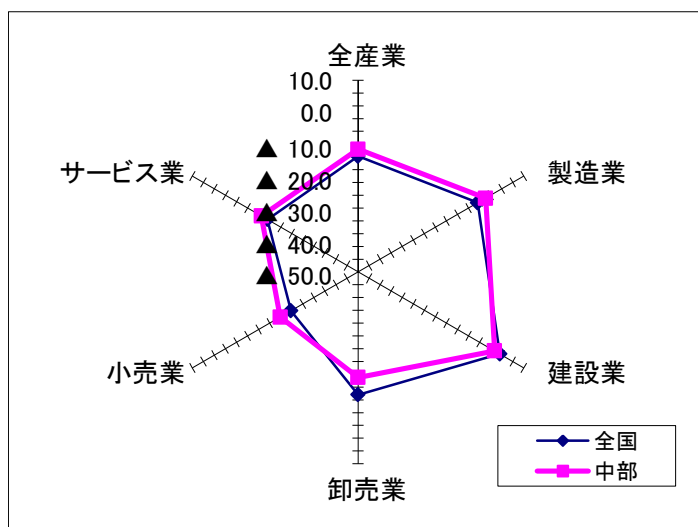 全産業
10.0
0.0
▲ 10.0
▲ 20.0
▲ 30.0
▲ 40.0
▲ 50.0
サービス業
製造業
小売業
建設業
卸売業
全国
中部